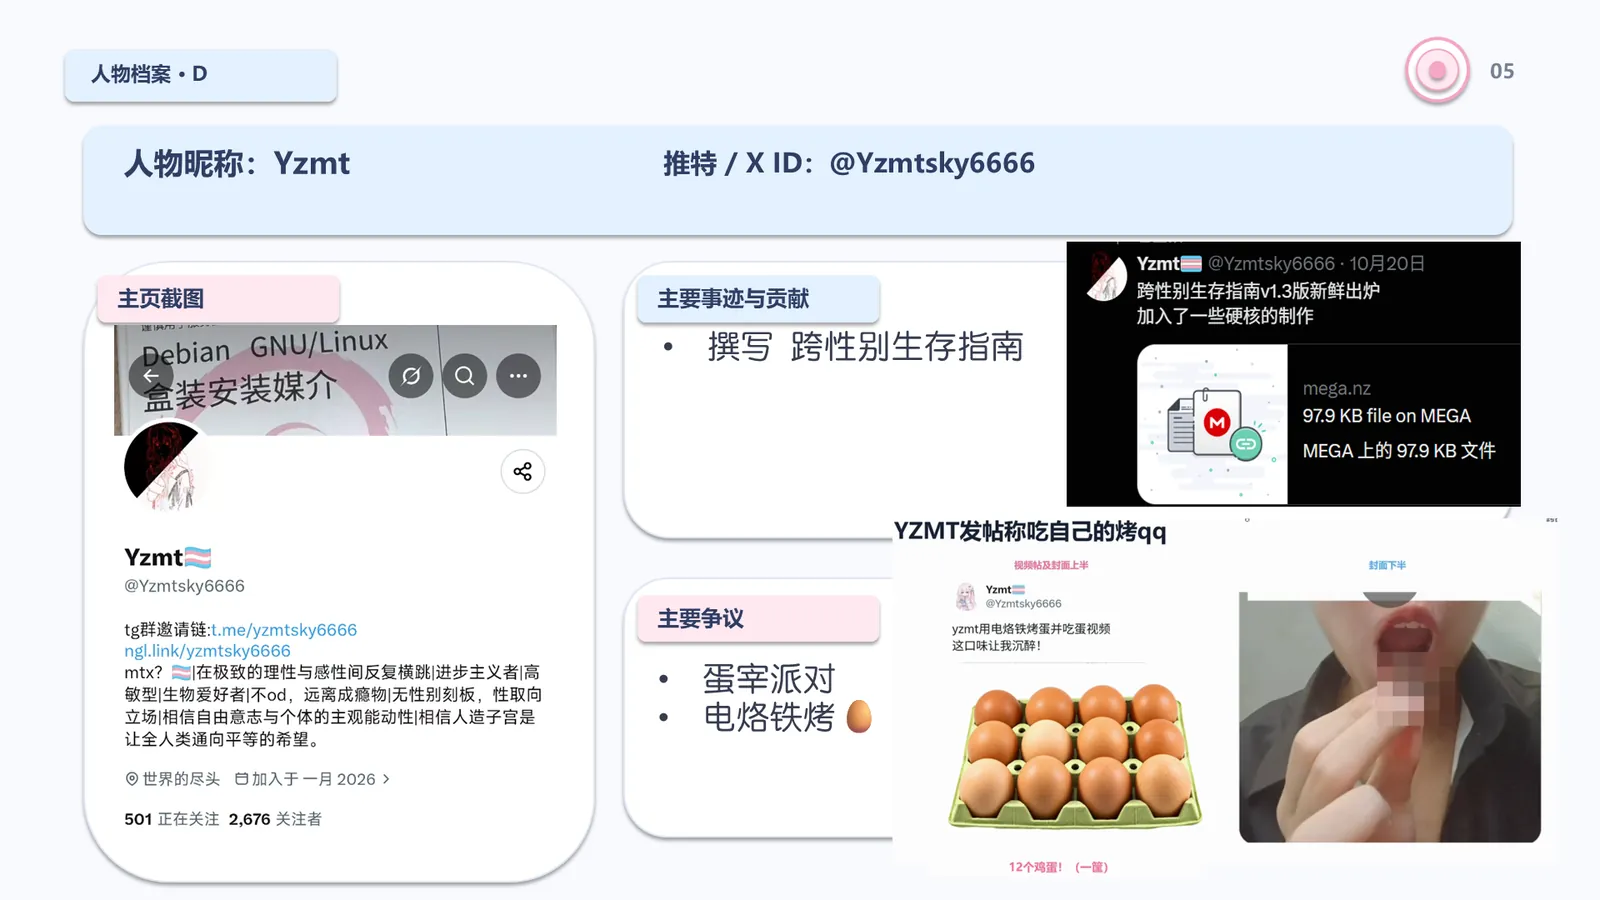 人物档案・D
05
人物昵称：Yzmt
推特 / X ID：@Yzmtsky6666
主页截图
Debian GNU/Linux
盒装安装媒介
Yzmt🏳️‍⚧️
@Yzmtsky6666
tg群邀请链:t.me/yzmtsky6666
ngl.link/yzmtsky6666
mtx？🏳️‍⚧️|在极致的理性与感性间反复横跳|进步主义者|高
敏型|生物爱好者|不od，远离成瘾物|无性别刻板，性取向
立场|相信自由意志与个体的主观能动性|相信人造子宫是
让全人类通向平等的希望。
世界的尽头 加入于 一月 2026
501 正在关注 2,676 关注者
主要事迹与贡献
• 撰写 跨性别生存指南
Yzmt🏳️‍⚧️ @Yzmtsky6666 · 10月20日
跨性别生存指南v1.3版新鲜出炉
加入了一些硬核的制作
mega.nz
97.9 KB file on MEGA
MEGA 上的 97.9 KB 文件
主要争议
• 蛋宰派对
• 电烙铁烤🥚
YZMT发帖称吃自己的烤qq
视频帖及封面上半
Yzmt🏳️‍⚧️
@Yzmtsky6666
yzmt用电烙铁烤蛋并吃蛋视频
这口味让我沉醉！
12个鸡蛋！（一筐）
封面下半